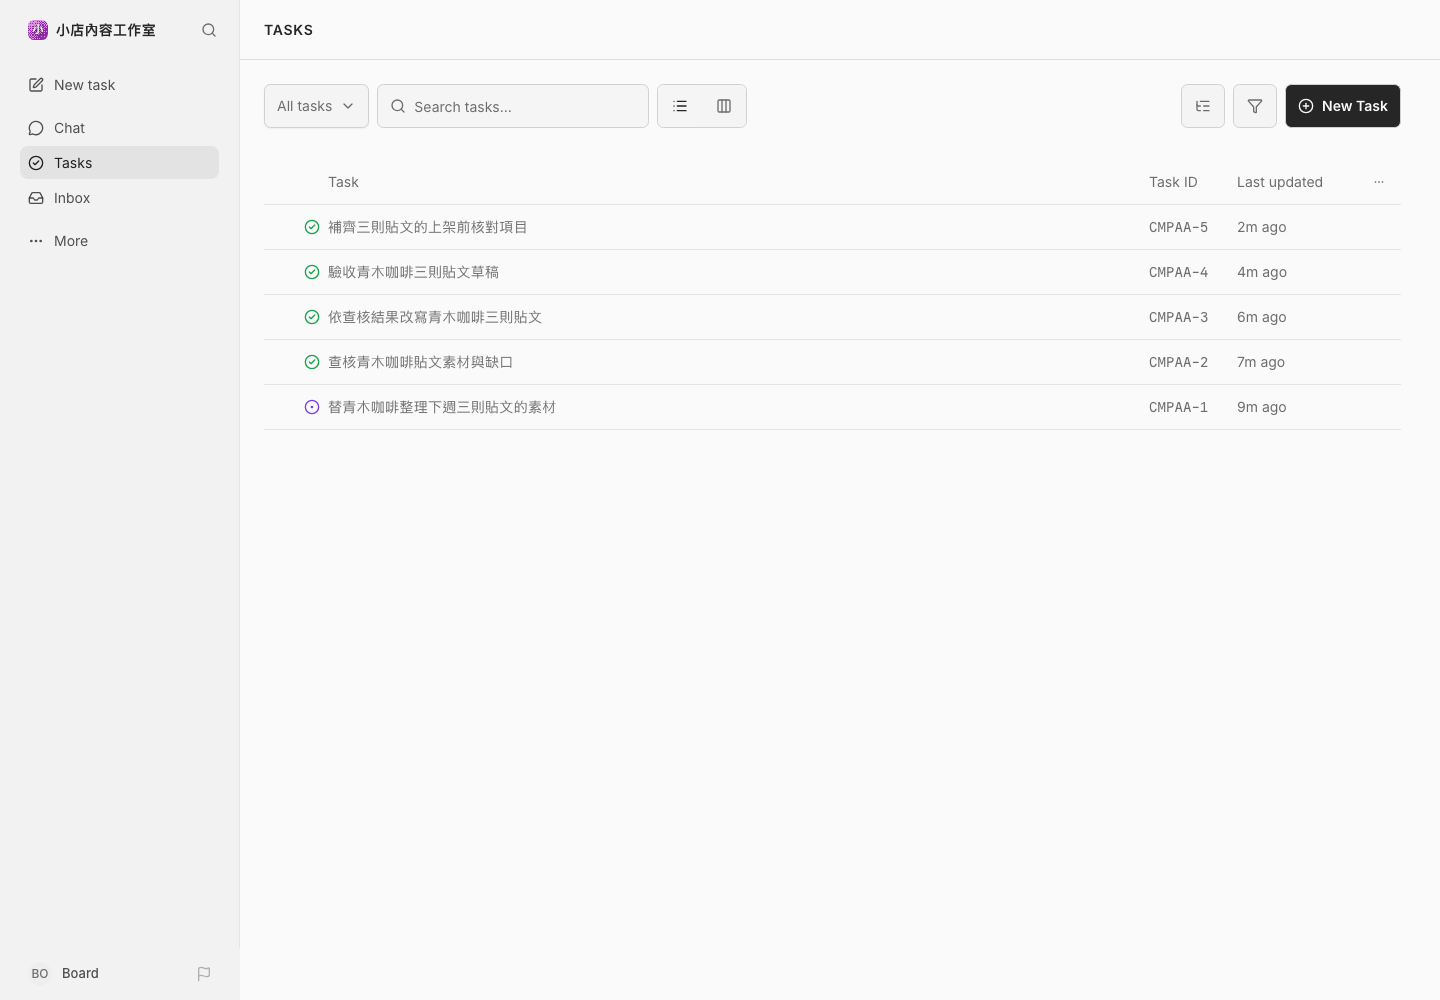 小店內容工作室
New task
Chat
Tasks
Inbox
More
BO Board
TASKS
All tasks
Search tasks...
New Task
Task Task ID Last updated
補齊三則貼文的上架前核對項目 CMPAA-5 2m ago
驗收青木咖啡三則貼文草稿 CMPAA-4 4m ago
依查核結果改寫青木咖啡三則貼文 CMPAA-3 6m ago
查核青木咖啡貼文素材與缺口 CMPAA-2 7m ago
替青木咖啡整理下週三則貼文的素材 CMPAA-1 9m ago